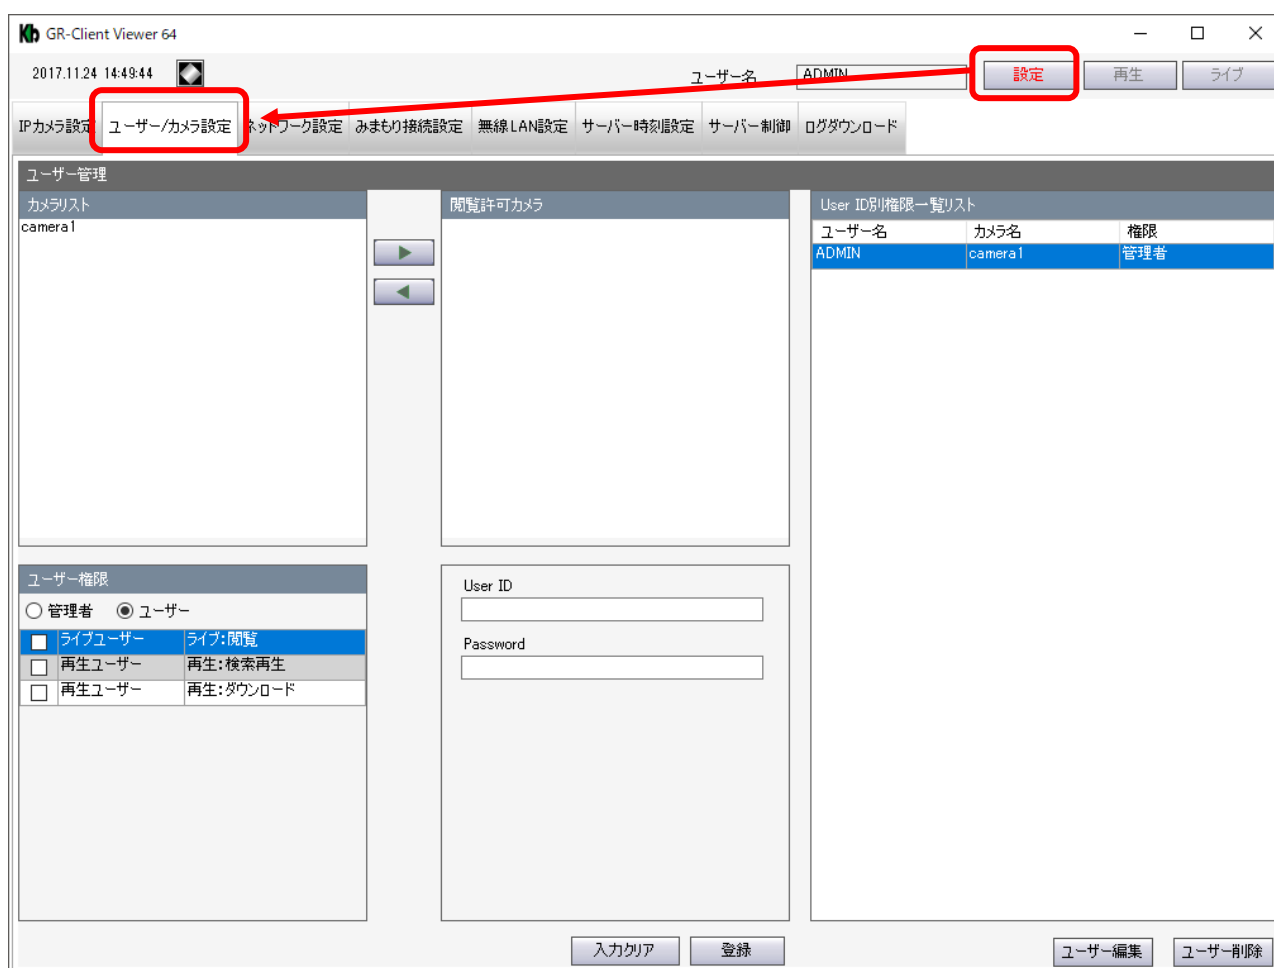 Kb GR-Client Viewer 64
2017.11.24 14:49:44
ユーザー名 ADMIN 設定 再生 ライブ
IPカメラ設定 ユーザー/カメラ設定 ネットワーク設定 みまもり接続設定 無線LAN設定 サーバー時刻設定 サーバー制御 ログダウンロード
ユーザー管理
カメラリスト
camera1
閲覧許可カメラ
User ID別権限一覧リスト
ユーザー名 カメラ名 権限
ADMIN camera1 管理者
ユーザー権限
管理者 ユーザー
ライブユーザー ライブ:閲覧
再生ユーザー 再生:検索再生
再生ユーザー 再生:ダウンロード
User ID
Password
入力クリア 登録
ユーザー編集 ユーザー削除